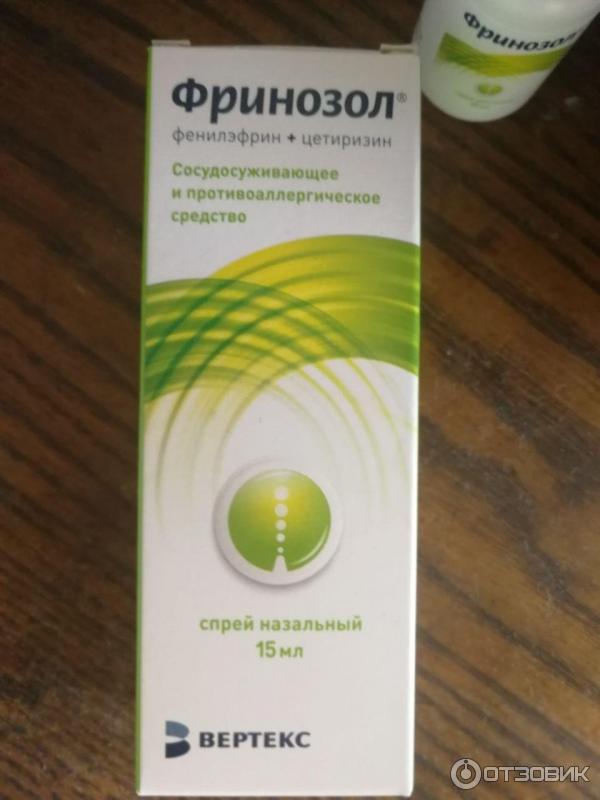 Фринозол®
фенилэфрин + цетиризин
Сосудосуживающее
и противоаллергическое
средство
спрей назальный
15 мл
ВЕРТЕКС
Фринозол
ОТЗОВИК